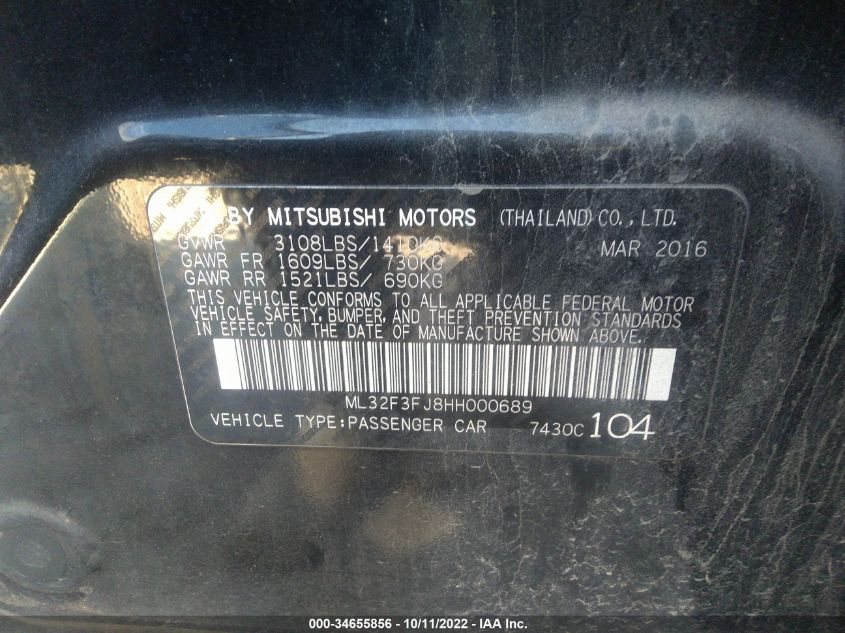 BY MITSUBISHI MOTORS (THAILAND) CO., LTD.
GVWR 3108LBS/1410KG MAR 2016
GAWR FR 1609LBS/ 730KG
GAWR RR 1521LBS/ 690KG
THIS VEHICLE CONFORMS TO ALL APPLICABLE FEDERAL MOTOR
VEHICLE SAFETY, BUMPER, AND THEFT PREVENTION STANDARDS
IN EFFECT ON THE DATE OF MANUFACTURE SHOWN ABOVE.
ML32F3FJ8HH000689
VEHICLE TYPE:PASSENGER CAR 7430C 104
000-34655856 - 10/11/2022 - IAA Inc.